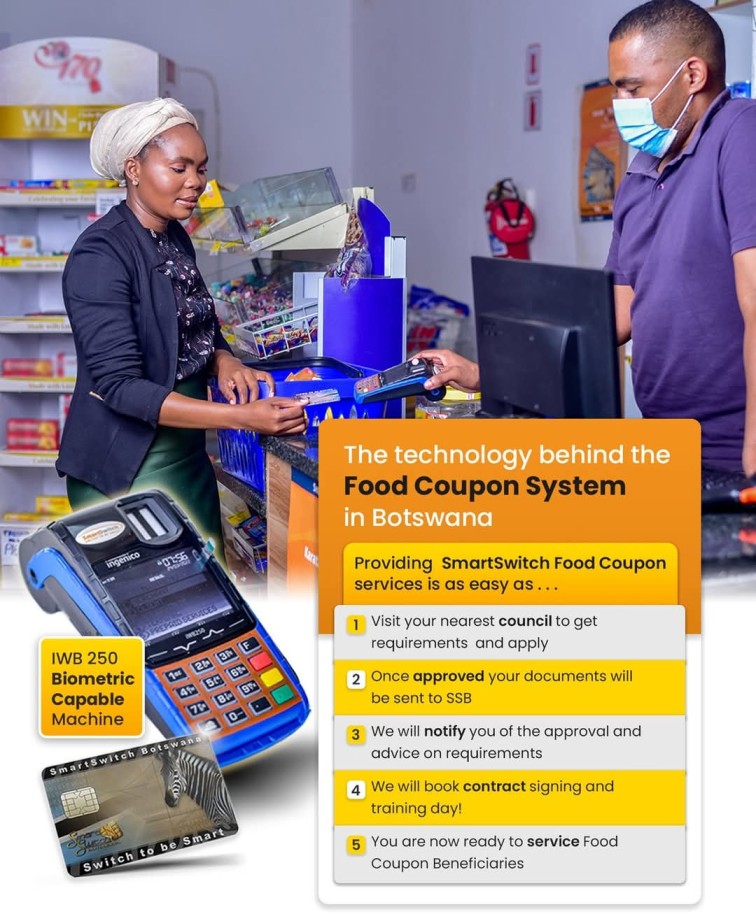 170
WIN
The technology behind the
Food Coupon System
in Botswana
Providing SmartSwitch Food Coupon
services is as easy as . . .
1 Visit your nearest council to get
requirements and apply
2 Once approved your documents will
be sent to SSB
3 We will notify you of the approval and
advice on requirements
4 We will book contract signing and
training day!
5 You are now ready to service Food
Coupon Beneficiaries
SmartSwitch
ingenico
IWB250
F
IWB 250
Biometric
Capable
Machine
SmartSwitch Botswana
Switch to be Smart